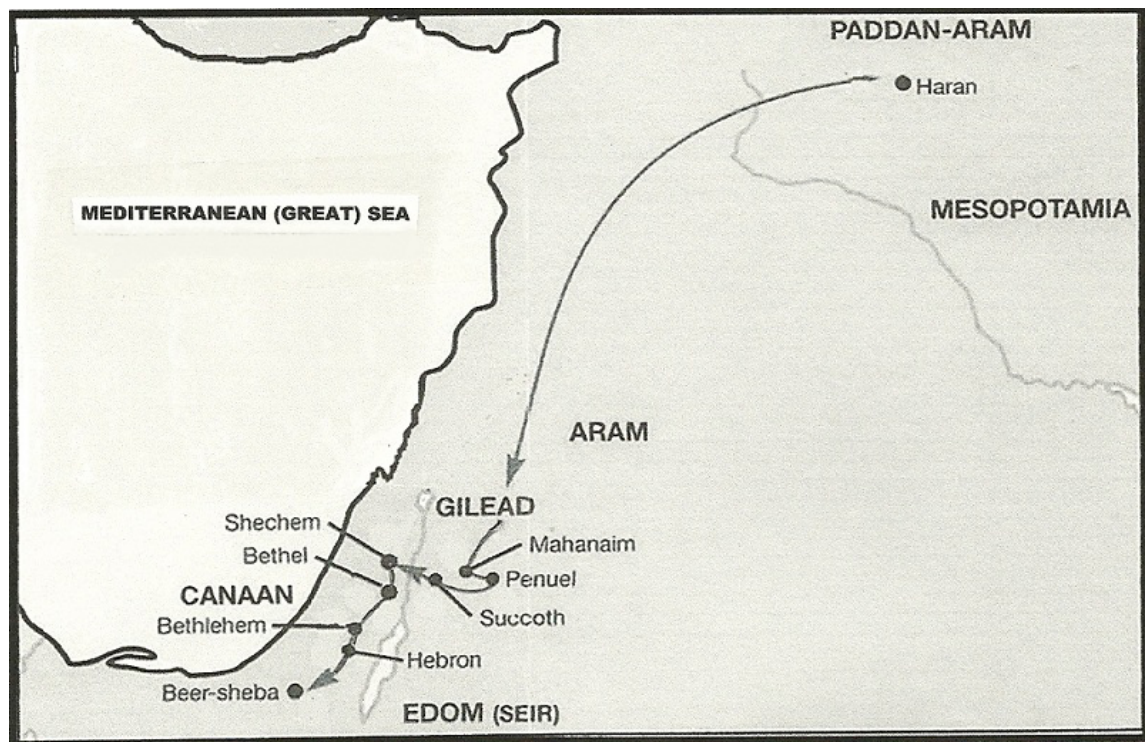 PADDAN-ARAM
Haran
MEDITERRANEAN (GREAT) SEA
MESOPOTAMIA
ARAM
GILEAD
Shechem
Mahanaim
Bethel
Penuel
CANAAN
Succoth
Bethlehem
Hebron
Beer-sheba
EDOM (SEIR)